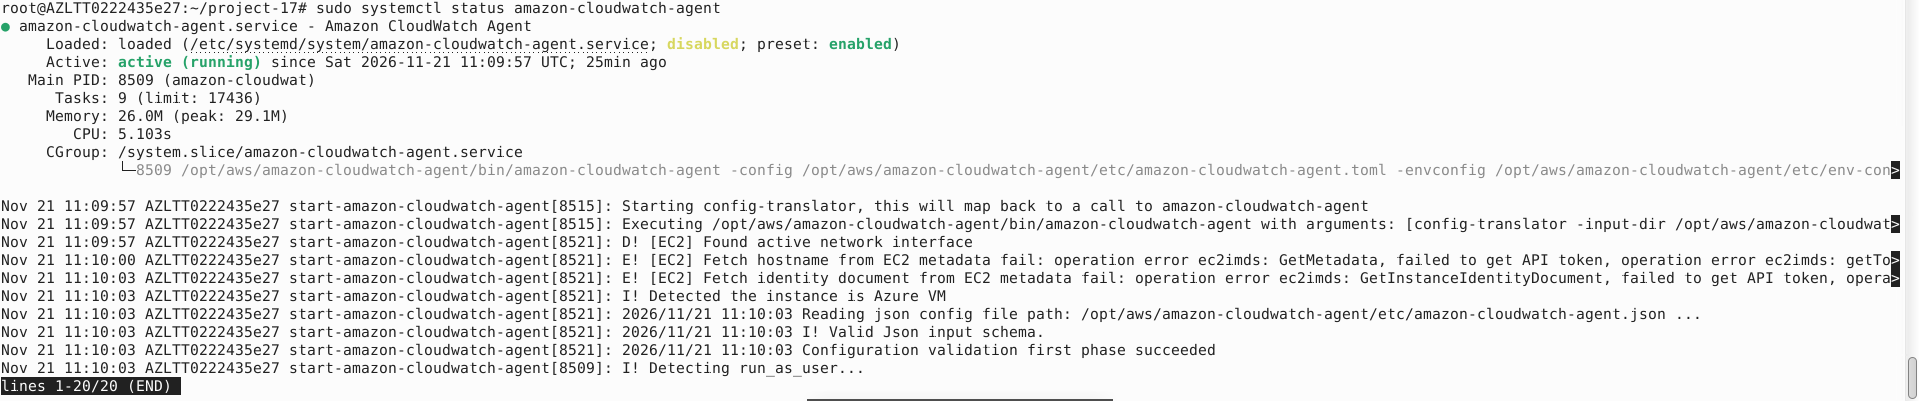 root@AZLTT0222435e27:~/project-17# sudo systemctl status amazon-cloudwatch-agent
● amazon-cloudwatch-agent.service - Amazon CloudWatch Agent
     Loaded: loaded (/etc/systemd/system/amazon-cloudwatch-agent.service; disabled; preset: enabled)
     Active: active (running) since Sat 2026-11-21 11:09:57 UTC; 25min ago
   Main PID: 8509 (amazon-cloudwat)
      Tasks: 9 (limit: 17436)
     Memory: 26.0M (peak: 29.1M)
        CPU: 5.103s
     CGroup: /system.slice/amazon-cloudwatch-agent.service
             └─8509 /opt/aws/amazon-cloudwatch-agent/bin/amazon-cloudwatch-agent -config /opt/aws/amazon-cloudwatch-agent/etc/amazon-cloudwatch-agent.toml -envconfig /opt/aws/amazon-cloudwatch-agent/etc/env-con>

Nov 21 11:09:57 AZLTT0222435e27 start-amazon-cloudwatch-agent[8515]: Starting config-translator, this will map back to a call to amazon-cloudwatch-agent
Nov 21 11:09:57 AZLTT0222435e27 start-amazon-cloudwatch-agent[8515]: Executing /opt/aws/amazon-cloudwatch-agent/bin/amazon-cloudwatch-agent with arguments: [config-translator -input-dir /opt/aws/amazon-cloudwat>
Nov 21 11:09:57 AZLTT0222435e27 start-amazon-cloudwatch-agent[8521]: D! [EC2] Found active network interface
Nov 21 11:10:00 AZLTT0222435e27 start-amazon-cloudwatch-agent[8521]: E! [EC2] Fetch hostname from EC2 metadata fail: operation error ec2imds: GetMetadata, failed to get API token, operation error ec2imds: getTo>
Nov 21 11:10:03 AZLTT0222435e27 start-amazon-cloudwatch-agent[8521]: E! [EC2] Fetch identity document from EC2 metadata fail: operation error ec2imds: GetInstanceIdentityDocument, failed to get API token, opera>
Nov 21 11:10:03 AZLTT0222435e27 start-amazon-cloudwatch-agent[8521]: I! Detected the instance is Azure VM
Nov 21 11:10:03 AZLTT0222435e27 start-amazon-cloudwatch-agent[8521]: 2026/11/21 11:10:03 Reading json config file path: /opt/aws/amazon-cloudwatch-agent/etc/amazon-cloudwatch-agent.json ...
Nov 21 11:10:03 AZLTT0222435e27 start-amazon-cloudwatch-agent[8521]: 2026/11/21 11:10:03 I! Valid Json input schema.
Nov 21 11:10:03 AZLTT0222435e27 start-amazon-cloudwatch-agent[8521]: 2026/11/21 11:10:03 Configuration validation first phase succeeded
Nov 21 11:10:03 AZLTT0222435e27 start-amazon-cloudwatch-agent[8509]: I! Detecting run_as_user...
lines 1-20/20 (END)